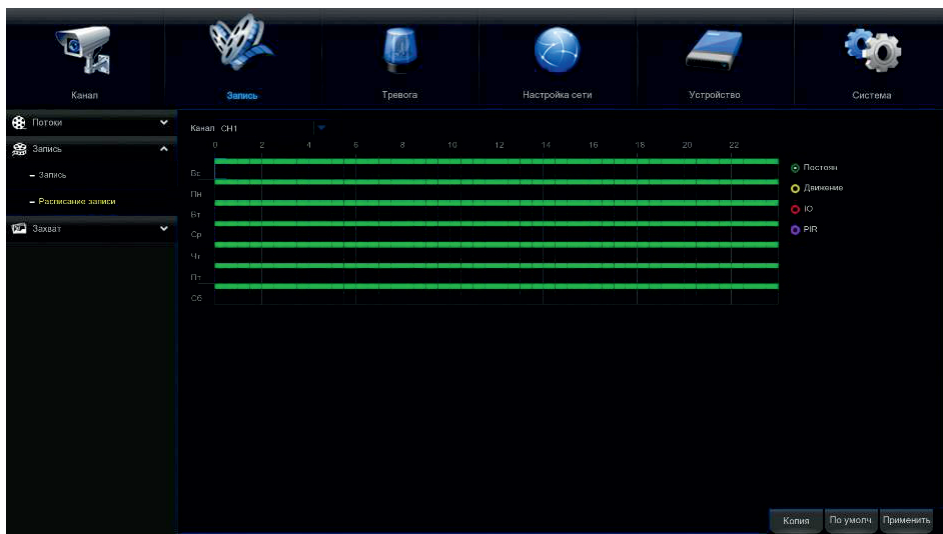 Канал Запись Тревога Настройка сети Устройство Система
Потоки
Запись
Запись
Расписание записи
Захват
Канал CH1
0 2 4 6 8 10 12 14 16 18 20 22
Вс
Пн
Вт
Ср
Чт
Пт
Сб
Постоян
Движение
IO
PIR
Копия По умолч. Применить